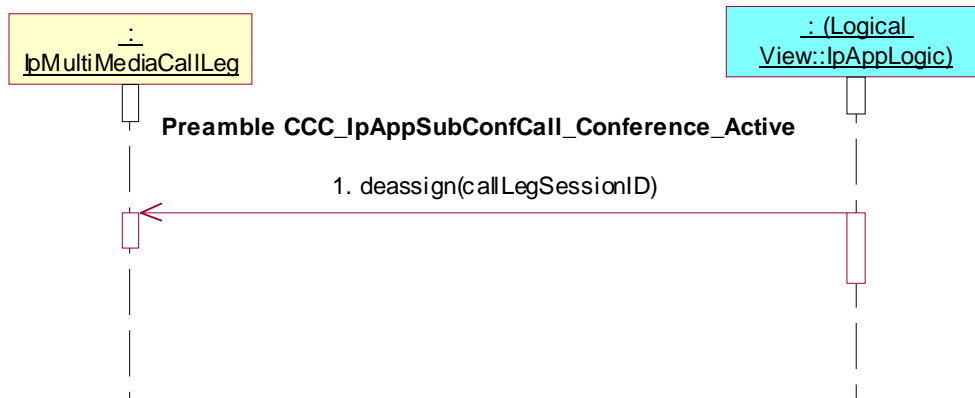 :
IpMultiMediaCallLeg
: (Logical
View::IpAppLogic)
Preamble CCC_IpAppSubConfCall_Conference_Active
1. deassign(callLegSessionID)